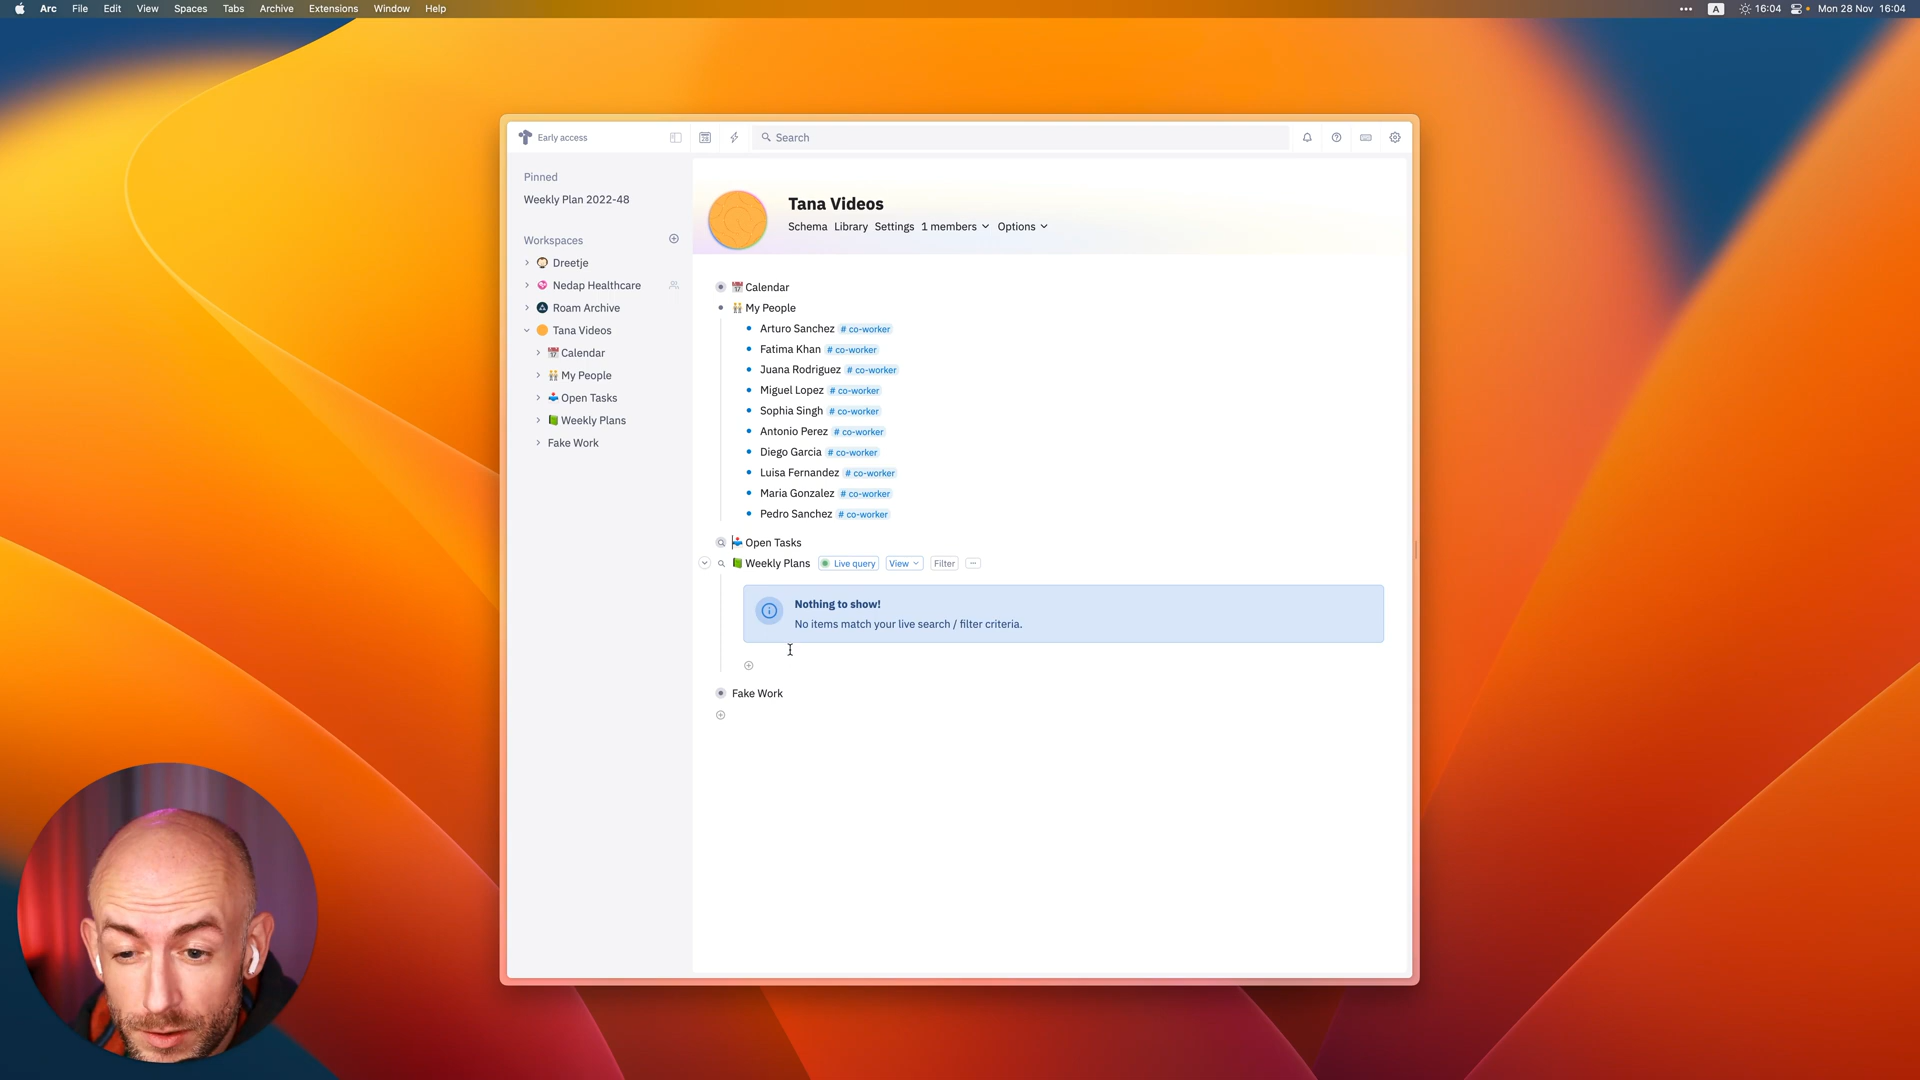 Arc File Edit View Spaces Tabs Archive Extensions Window Help
A 16:04 Mon 28 Nov 16:04
Early access
28
Search
Pinned
Weekly Plan 2022-48
Workspaces
Dreetje
Nedap Healthcare
Roam Archive
Tana Videos
Calendar
My People
Open Tasks
Weekly Plans
Fake Work
Tana Videos
Schema Library Settings 1 members Options
Calendar
My People
Arturo Sanchez # co-worker
Fatima Khan # co-worker
Juana Rodriguez # co-worker
Miguel Lopez # co-worker
Sophia Singh # co-worker
Antonio Perez # co-worker
Diego Garcia # co-worker
Luisa Fernandez # co-worker
Maria Gonzalez # co-worker
Pedro Sanchez # co-worker
Open Tasks
Weekly Plans Live query View Filter
Nothing to show!
No items match your live search / filter criteria.
Fake Work